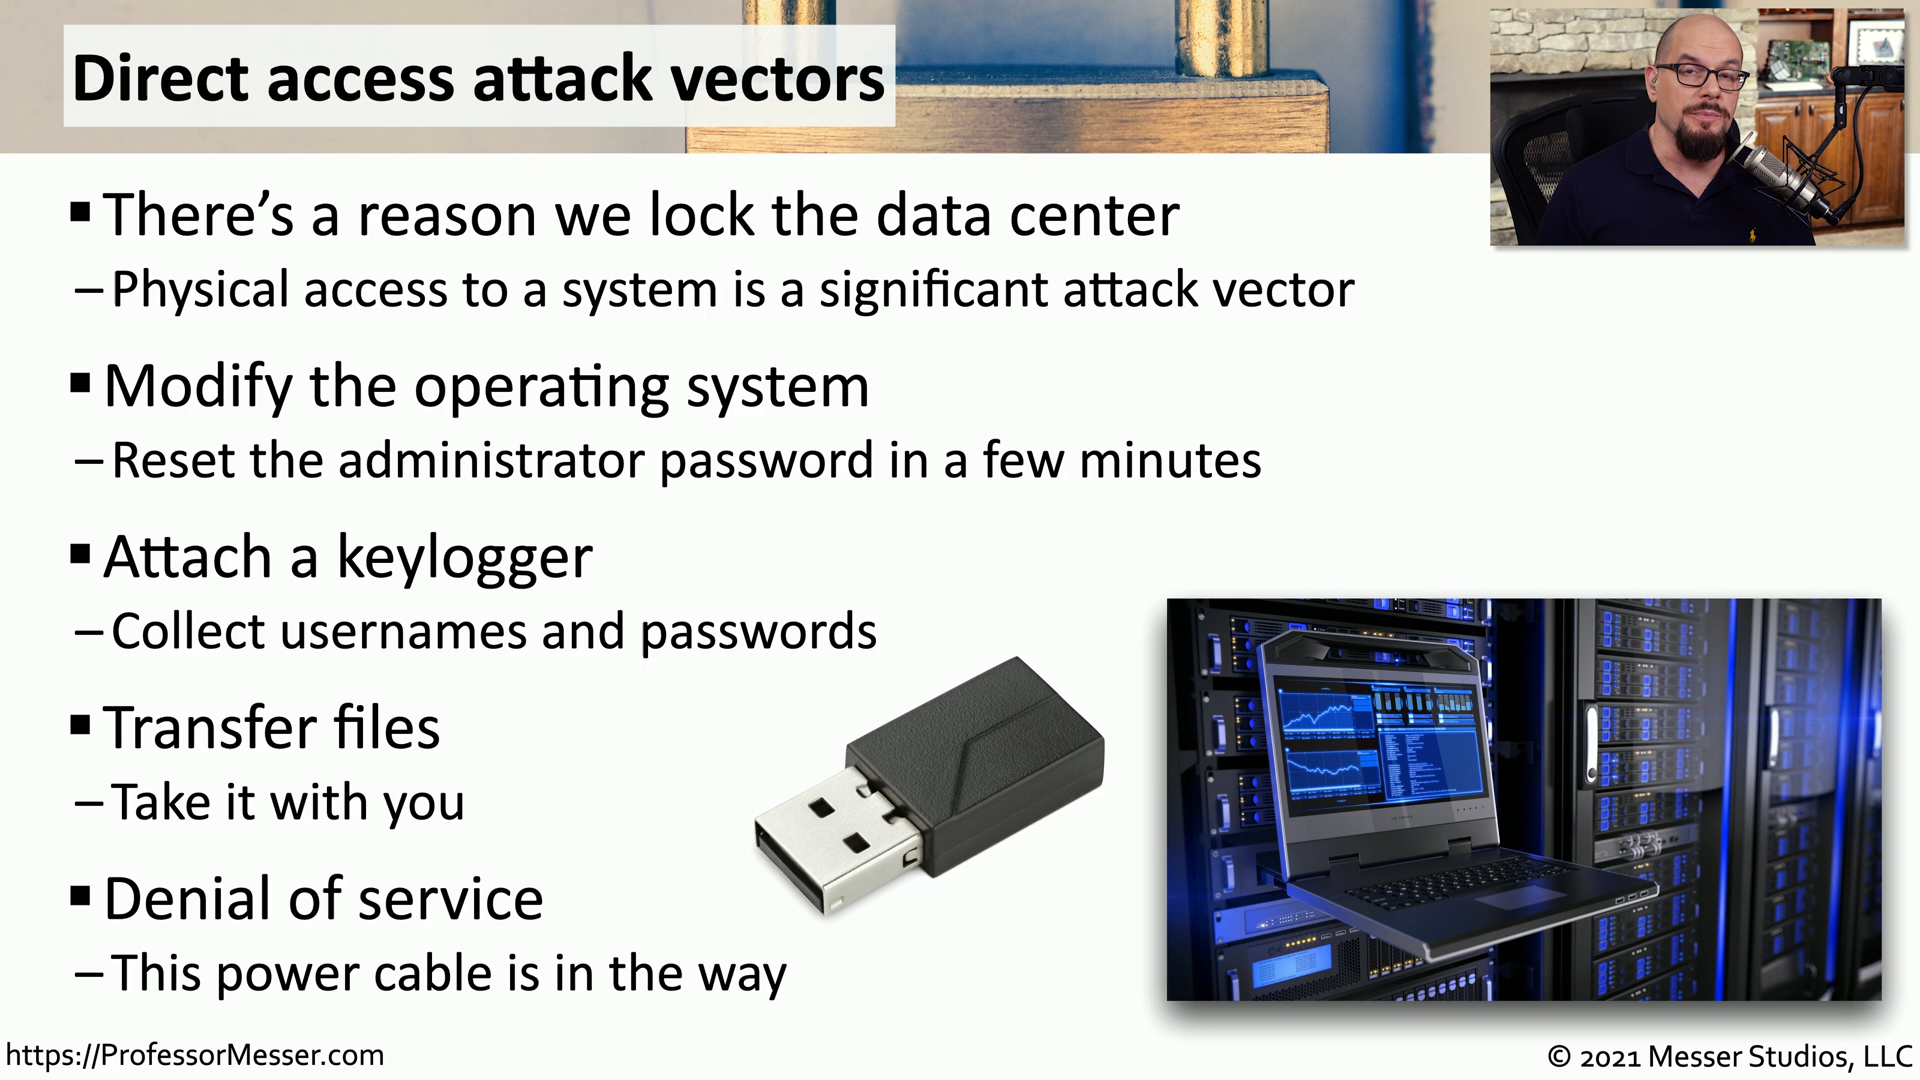 Direct access attack vectors
▪ There’s a reason we lock the data center
– Physical access to a system is a significant attack vector
▪ Modify the operating system
– Reset the administrator password in a few minutes
▪ Attach a keylogger
– Collect usernames and passwords
▪ Transfer files
– Take it with you
▪ Denial of service
– This power cable is in the way
https://ProfessorMesser.com
© 2021 Messer Studios, LLC